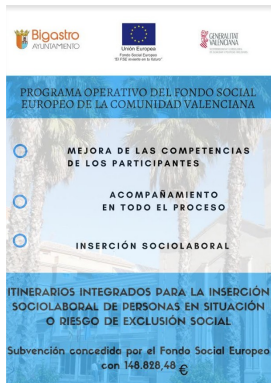 Bigastro
AYUNTAMIENTO
Unión Europea
Fondo Social Europeo
"El FSE invierte en tu futuro"
GENERALITAT
VALENCIANA
PROGRAMA OPERATIVO DEL FONDO SOCIAL
EUROPEO DE LA COMUNIDAD VALENCIANA
MEJORA DE LAS COMPETENCIAS
DE LOS PARTICIPANTES
ACOMPAÑAMIENTO
EN TODO EL PROCESO
INSERCIÓN SOCIOLABORAL
ITINERARIOS INTEGRADOS PARA LA INSERCIÓN
SOCIOLABORAL DE PERSONAS EN SITUACIÓN
O RIESGO DE EXCLUSIÓN SOCIAL
Subvención concedida por el Fondo Social Europeo
con 148.828,48 €